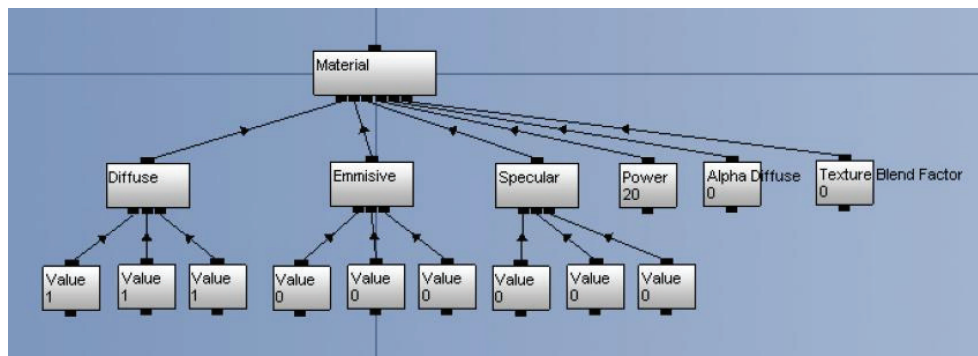 Material
Diffuse
Emmisive
Specular
Power
20
Alpha Diffuse
0
Texture Blend Factor
0
Value
1
Value
1
Value
1
Value
0
Value
0
Value
0
Value
0
Value
0
Value
0